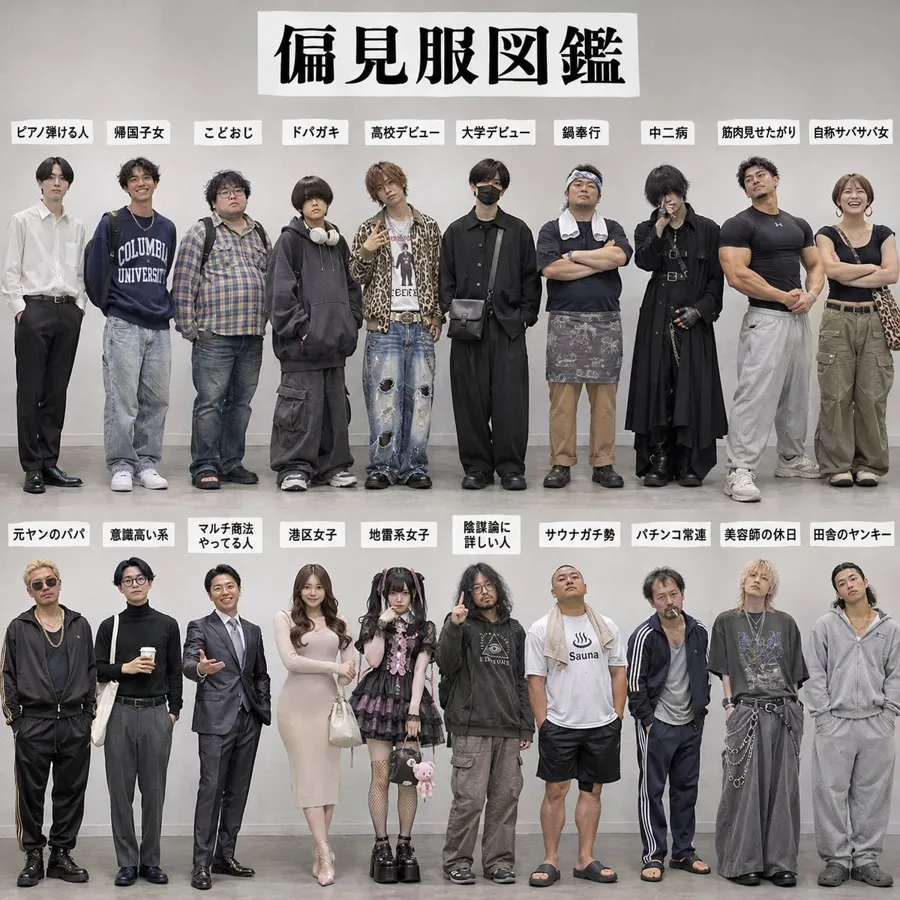 偏見服図鑑
ピアノ弾ける人
帰国子女
こどおじ
ドパガキ
高校デビュー
大学デビュー
鍋奉行
中二病
筋肉見せたがり
自称サバサバ女
COLUMBIA
UNIVERSITY
元ヤンのパパ
意識高い系
マルチ商法
やってる人
港区女子
地雷系女子
陰謀論に
詳しい人
サウナガチ勢
パチンコ常連
美容師の休日
田舎のヤンキー
Sauna